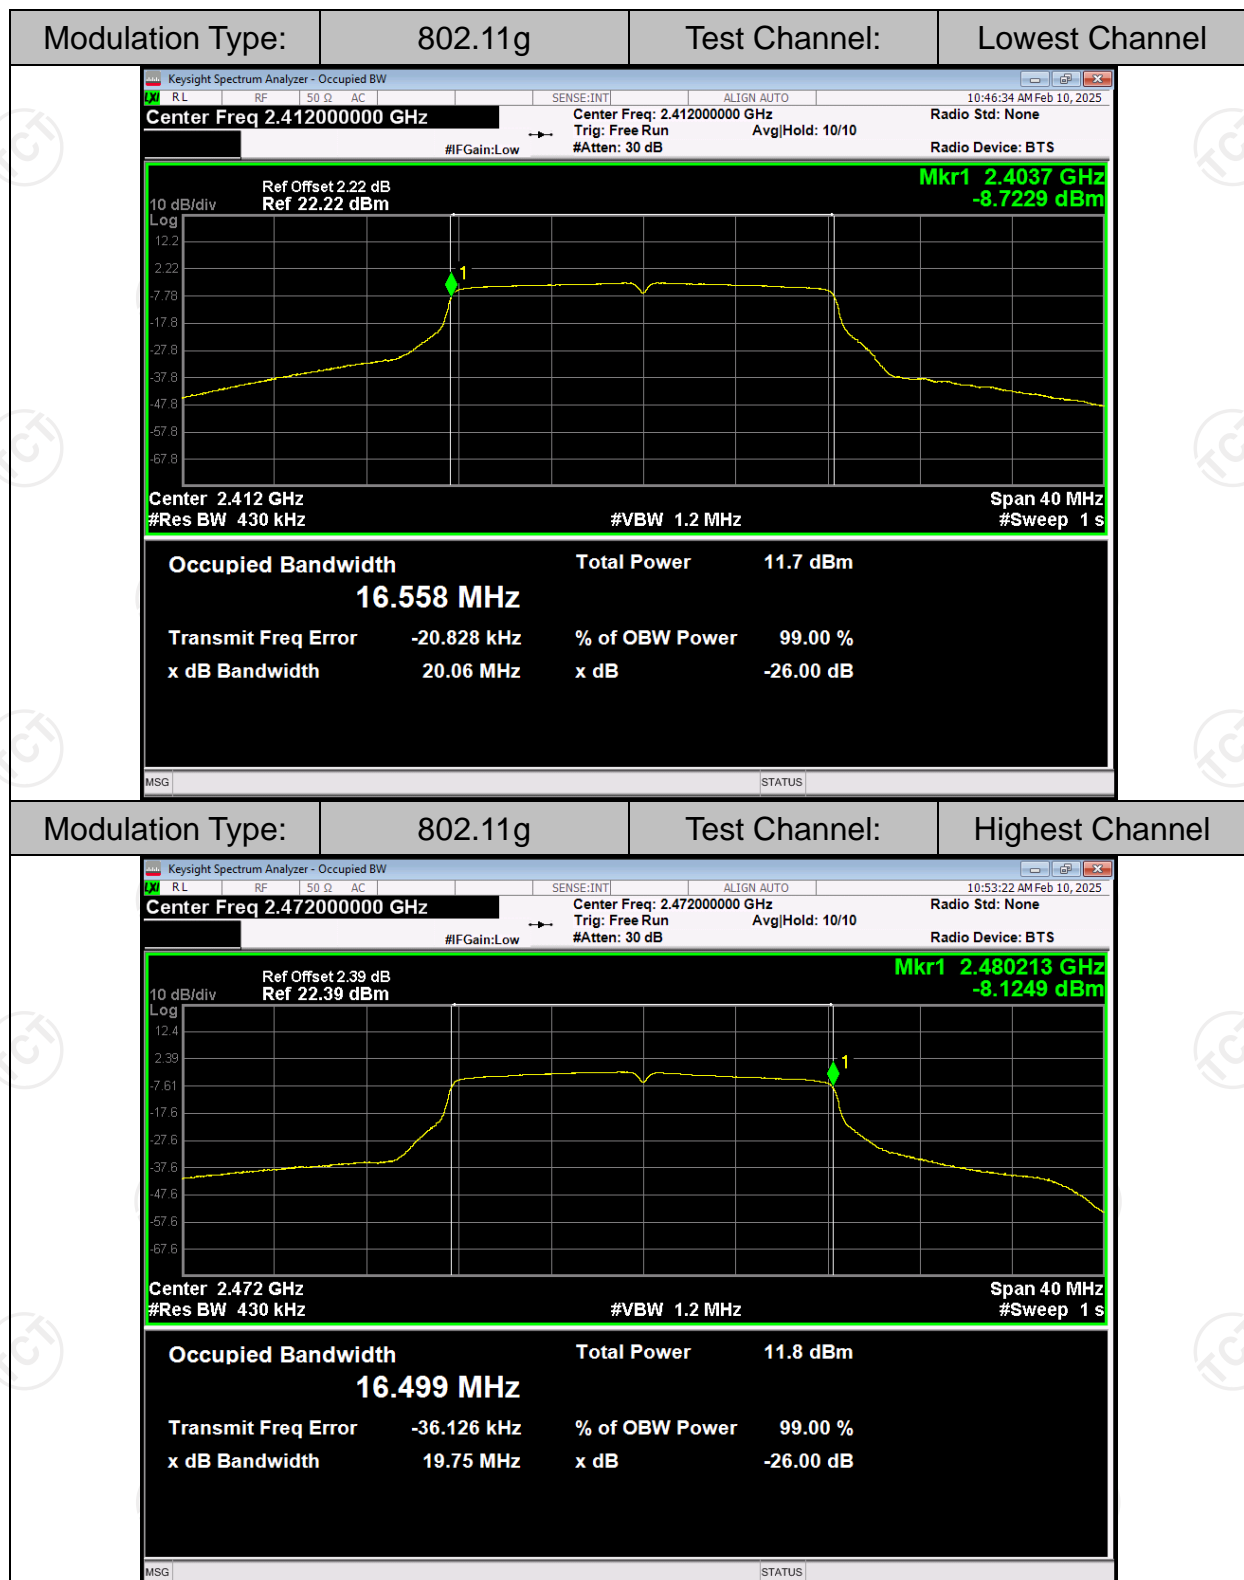 Modulation Type: 802.11g Test Channel: Lowest Channel
Keysight Spectrum Analyzer - Occupied BW
LXI RL RF 50 Ω AC SENSE:INT ALIGN AUTO 10:46:34 AM Feb 10, 2025
Center Freq 2.412000000 GHz Center Freq: 2.412000000 GHz Radio Std: None
Trig: Free Run Avg|Hold: 10/10
#IFGain:Low #Atten: 30 dB Radio Device: BTS
Mkr1 2.4037 GHz
Ref Offset 2.22 dB
-8.7229 dBm
10 dB/div Ref 22.22 dBm
Log
12.2
2.22
1
-7.78
-17.8
-27.8
-37.8
-47.8
-57.8
-67.8
Center 2.412 GHz Span 40 MHz
#Res BW 430 kHz #VBW 1.2 MHz #Sweep 1 s
Occupied Bandwidth Total Power 11.7 dBm
16.558 MHz
Transmit Freq Error -20.828 kHz % of OBW Power 99.00 %
x dB Bandwidth 20.06 MHz x dB -26.00 dB
MSG STATUS
Modulation Type: 802.11g Test Channel: Highest Channel
Keysight Spectrum Analyzer - Occupied BW
LXI RL RF 50 Ω AC SENSE:INT ALIGN AUTO 10:53:22 AM Feb 10, 2025
Center Freq 2.472000000 GHz Center Freq: 2.472000000 GHz Radio Std: None
Trig: Free Run Avg|Hold: 10/10
#IFGain:Low #Atten: 30 dB Radio Device: BTS
Mkr1 2.480213 GHz
Ref Offset 2.39 dB
-8.1249 dBm
10 dB/div Ref 22.39 dBm
Log
12.4
2.39
1
-7.61
-17.6
-27.6
-37.6
-47.6
-57.6
-67.6
Center 2.472 GHz Span 40 MHz
#Res BW 430 kHz #VBW 1.2 MHz #Sweep 1 s
Occupied Bandwidth Total Power 11.8 dBm
16.499 MHz
Transmit Freq Error -36.126 kHz % of OBW Power 99.00 %
x dB Bandwidth 19.75 MHz x dB -26.00 dB
MSG STATUS
TCT
TCT
TCT
TCT
TCT
TCT
TCT
TCT
TCT
TCT